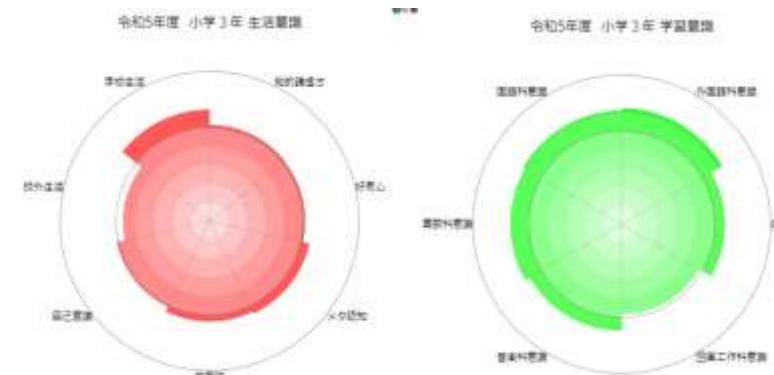 令和5年度 小学3年 生活意識
学校生活
知的謙虚さ
校外生活
好奇心
自己意識
メタ認知
令和5年度 小学3年 学習意識
国語科意識
外国語科意識
算数科意識
音楽科意識
図画工作科意識